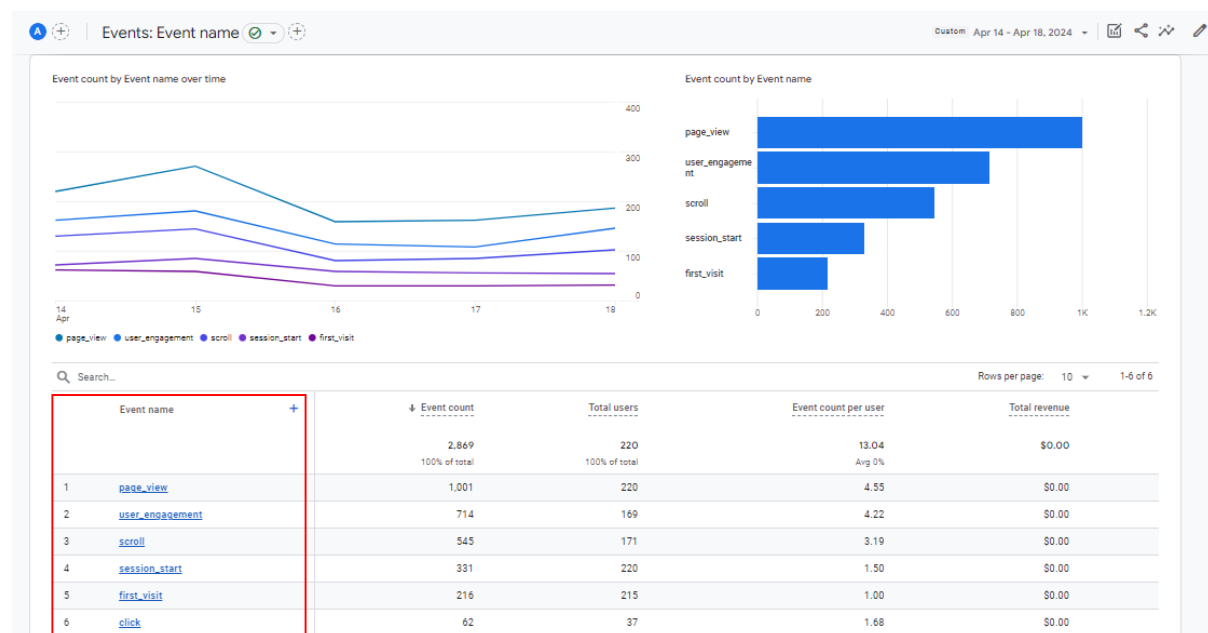 A
Events: Event name
Custom Apr 14 - Apr 18, 2024
Event count by Event name over time
400
300
200
100
0
14
Apr
15
16
17
18
page_view user_engagement scroll session_start first_visit
Event count by Event name
page_view
user_engageme
nt
scroll
session_start
first_visit
0 200 400 600 800 1K 1.2K
Search...
Rows per page: 10 1-6 of 6
Event name + Event count Total users Event count per user Total revenue
2,869 220 13.04 $0.00
100% of total 100% of total Avg 0%
1 page_view 1,001 220 4.55 $0.00
2 user_engagement 714 169 4.22 $0.00
3 scroll 545 171 3.19 $0.00
4 session_start 331 220 1.50 $0.00
5 first_visit 216 215 1.00 $0.00
6 click 62 37 1.68 $0.00